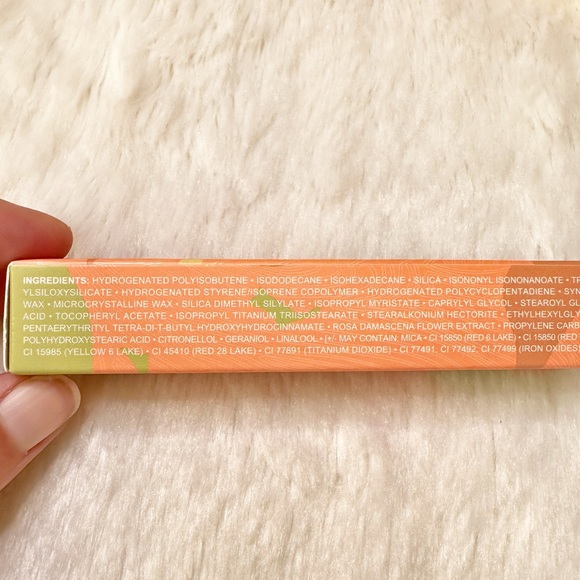 INGREDIENTS: HYDROGENATED POLYISOBUTENE • ISODODECANE • ISOHEXADECANE • SILICA • ISONONYL ISONONANOATE • TR
YLSILOXYSILICATE • HYDROGENATED STYRENE/ISOPRENE COPOLYMER • HYDROGENATED POLYCYCLOPENTADIENE • SYN
WAX • MICROCRYSTALLINE WAX • SILICA DIMETHYL SILYLATE • ISOPROPYL MYRISTATE • CAPRYLYL GLYCOL • STEAROYL G
ACID • TOCOPHERYL ACETATE • ISOPROPYL TITANIUM TRIISOSTEARATE • STEARALKONIUM HECTORITE • ETHYLHEXYLGLY
PENTAERYTHRITYL TETRA-DI-T-BUTYL HYDROXYHYDROCINNAMATE • ROSA DAMASCENA FLOWER EXTRACT • PROPYLENE CARBO
POLYHYDROXYSTEARIC ACID • CITRONELLOL • GERANIOL • LINALOOL • [+/- MAY CONTAIN: MICA • CI 15850 (RED 6 LAKE) • CI 15850 (RED
CI 15985 (YELLOW 6 LAKE) • CI 45410 (RED 28 LAKE) • CI 77891 (TITANIUM DIOXIDE) • CI 77491, CI 77492, CI 77499 (IRON OXIDES)